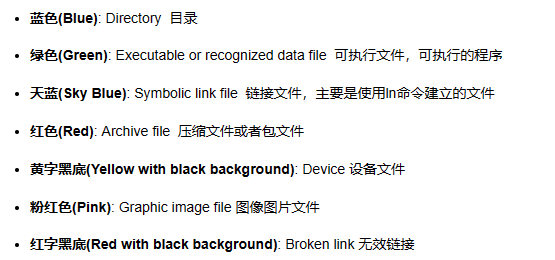 蓝色(Blue): Directory 目录
绿色(Green): Executable or recognized data file 可执行文件，可执行的程序
天蓝(Sky Blue): Symbolic link file 链接文件，主要是使用ln命令建立的文件
红色(Red): Archive file 压缩文件或者包文件
黄字黑底(Yellow with black background): Device 设备文件
粉红色(Pink): Graphic image file 图像图片文件
红字黑底(Red with black background): Broken link 无效链接